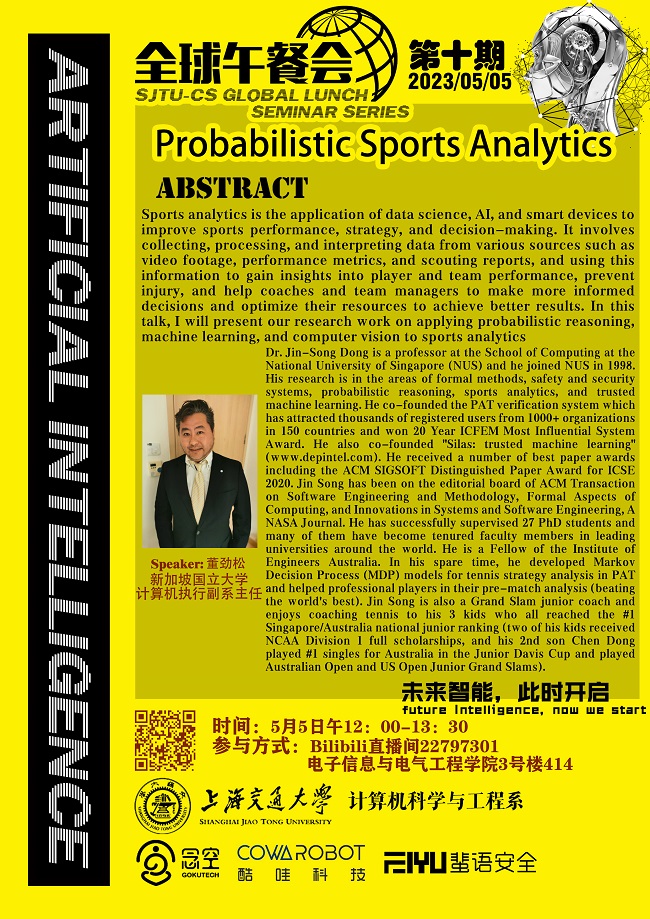 ARTIFICIAL INTELLIGENCE
全球午餐会
第十期
2023/05/05
SJTU-CS GLOBAL LUNCH
SEMINAR SERIES
Probabilistic Sports Analytics
ABSTRACT
Sports analytics is the application of data science, AI, and smart devices to
improve sports performance, strategy, and decision-making. It involves
collecting, processing, and interpreting data from various sources such as
video footage, performance metrics, and scouting reports, and using this
information to gain insights into player and team performance, prevent
injury, and help coaches and team managers to make more informed
decisions and optimize their resources to achieve better results. In this
talk, I will present our research work on applying probabilistic reasoning,
machine learning, and computer vision to sports analytics
Dr. Jin-Song Dong is a professor at the School of Computing at the
National University of Singapore (NUS) and he joined NUS in 1998.
His research is in the areas of formal methods, safety and security
systems, probabilistic reasoning, sports analytics, and trusted
machine learning. He co-founded the PAT verification system which
has attracted thousands of registered users from 1000+ organizations
in 150 countries and won 20 Year ICFEM Most Influential System
Award. He also co-founded "Silas: trusted machine learning"
(www.depintel.com). He received a number of best paper awards
including the ACM SIGSOFT Distinguished Paper Award for ICSE
2020. Jin Song has been on the editorial board of ACM Transaction
on Software Engineering and Methodology, Formal Aspects of
Computing, and Innovations in Systems and Software Engineering, A
NASA Journal. He has successfully supervised 27 PhD students and
many of them have become tenured faculty members in leading
universities around the world. He is a Fellow of the Institute of
Engineers Australia. In his spare time, he developed Markov
Decision Process (MDP) models for tennis strategy analysis in PAT
and helped professional players in their pre-match analysis (beating
the world's best). Jin Song is also a Grand Slam junior coach and
enjoys coaching tennis to his 3 kids who all reached the #1
Singapore/Australia national junior ranking (two of his kids received
NCAA Division 1 full scholarships, and his 2nd son Chen Dong
played #1 singles for Australia in the Junior Davis Cup and played
Australian Open and US Open Junior Grand Slams).
Speaker: 董劲松
新加坡国立大学
计算机执行副系主任
未来智能，此时开启
future Intelligence, now we start
时间：5月5日午12：00-13：30
参与方式：Bilibili直播间22797301
电子信息与电气工程学院3号楼414
上海交通大学 计算机科学与工程系
SHANGHAI JIAO TONG UNIVERSITY
念空
GOKUTECH
COWAROBOT
酷哇科技
FEIYU 蜚语安全